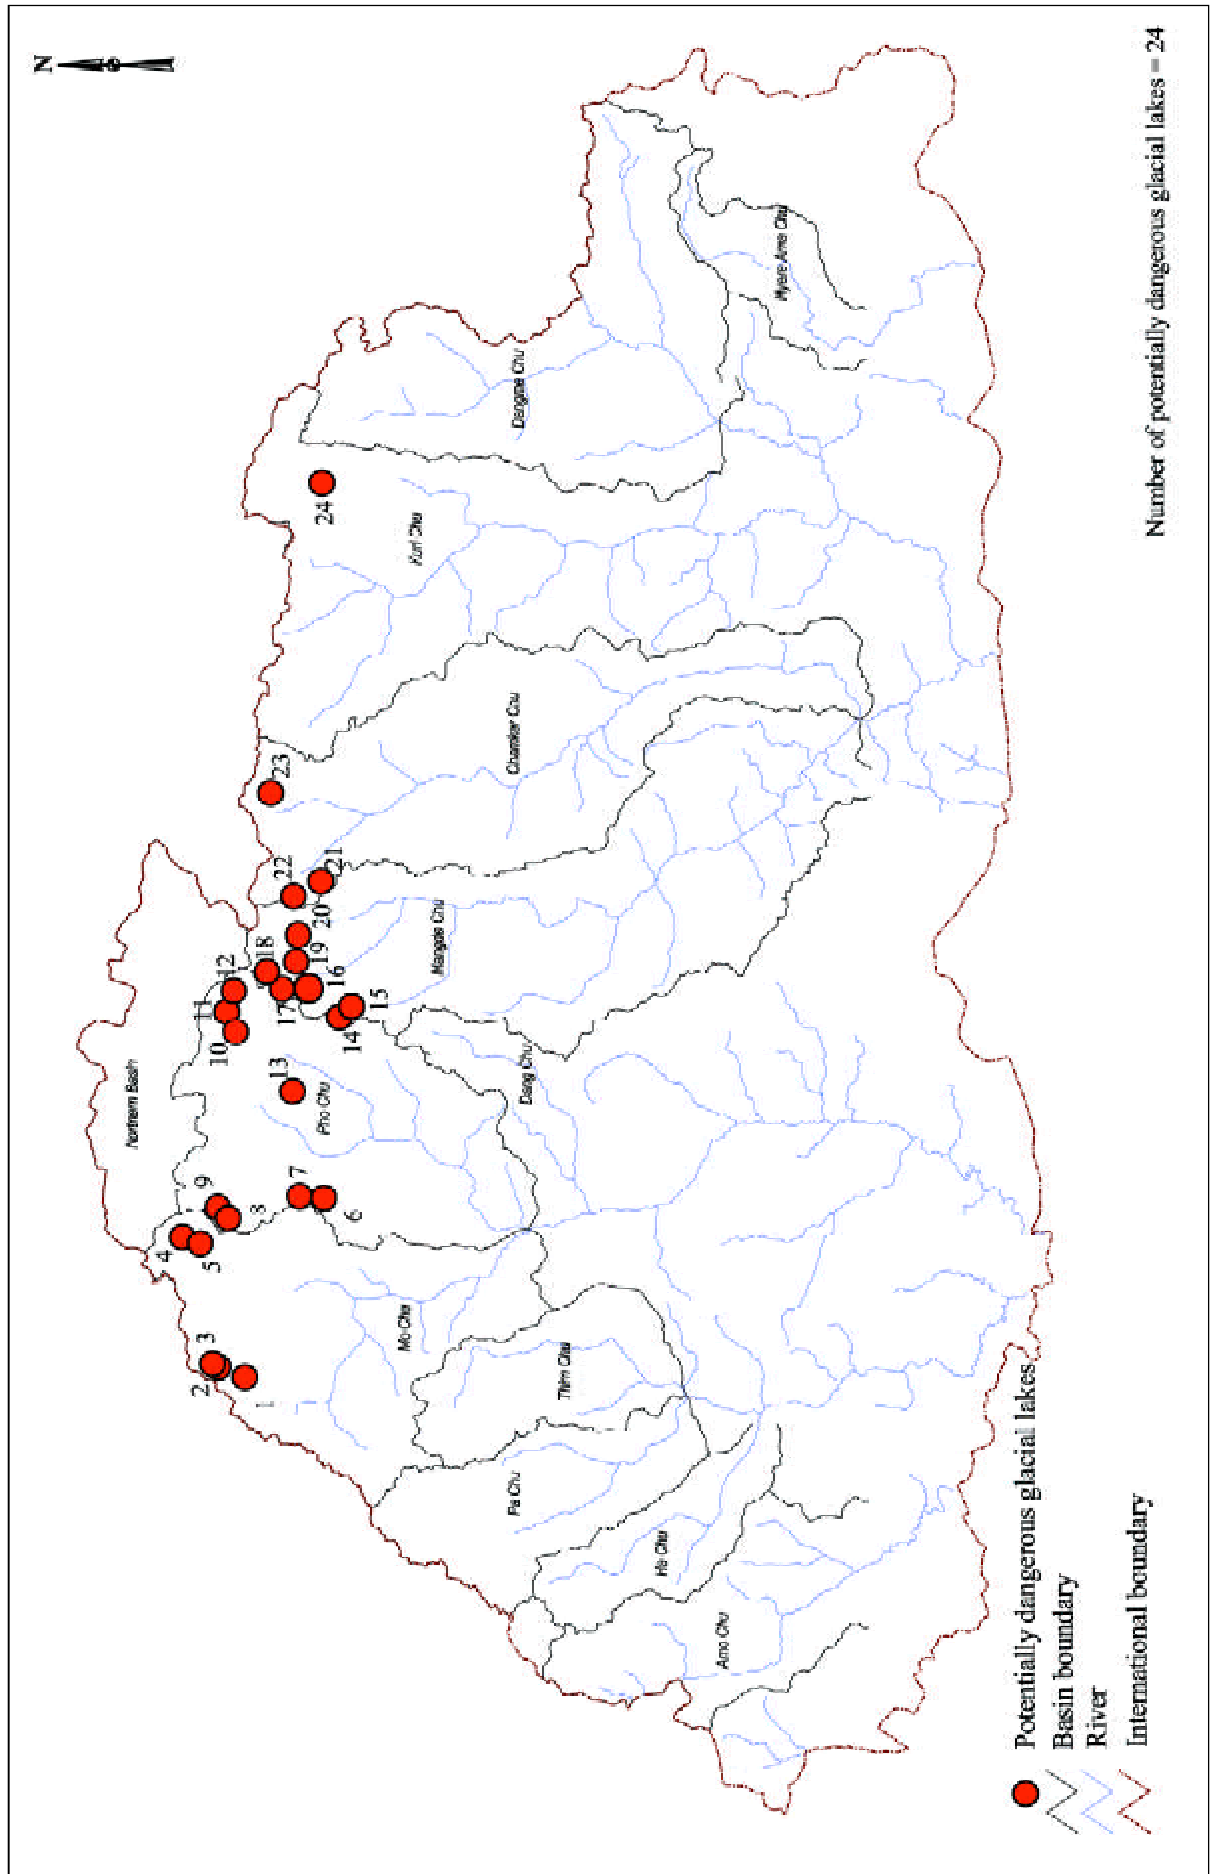 N
Northern Basin
4
5
9
3
7
6
2
3
1
10
11
12
13
Pho Chu
14
15
17
16
18
19
20
22
21
23
24
Mo Chu
Thim Chu
Pa Chu
Ha Chu
Amo Chu
Dang Chu
Mangde Chu
Chamkar Chu
Kuri Chu
Dangme Chu
Nyere Ama Chu
Potentially dangerous glacial lakes
Basin boundary
River
International boundary
Number of potentially dangerous glacial lakes = 24